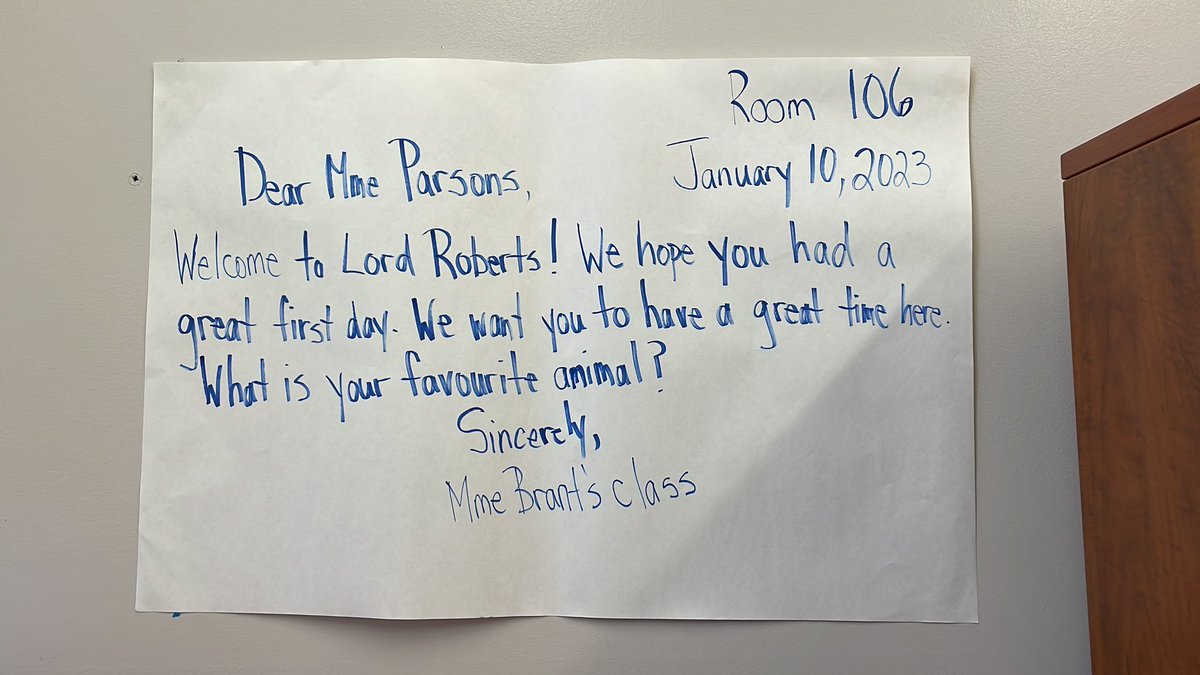 Room 106
January 10, 2023
Dear Mme Parsons,
Welcome to Lord Roberts! We hope you had a
great first day. We want you to have a great time here.
What is your favourite animal?
Sincerely,
Mme Brant's class